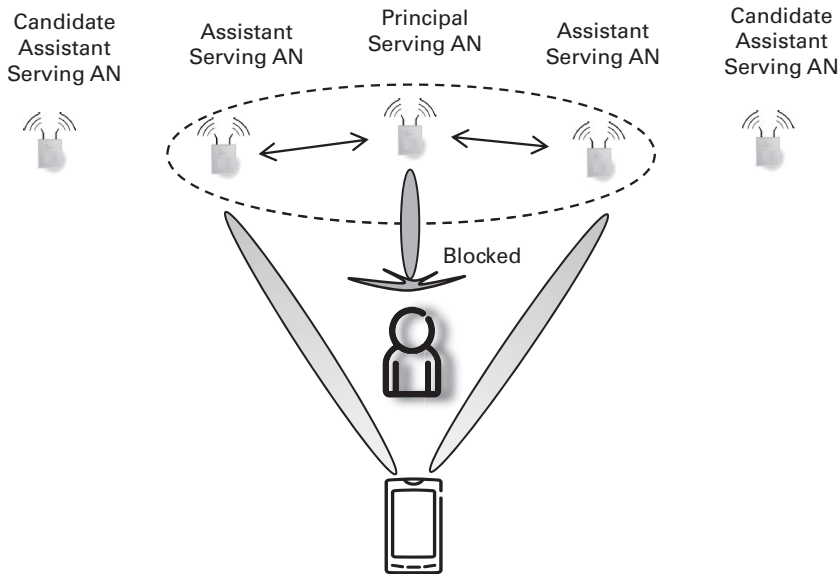 Candidate
Assistant
Serving AN
Assistant
Serving AN
Principal
Serving AN
Assistant
Serving AN
Candidate
Assistant
Serving AN
Blocked